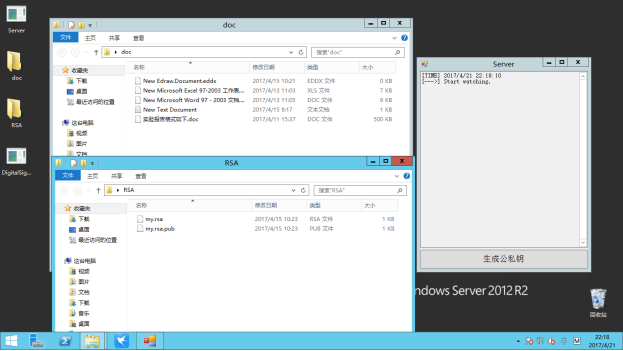 Server
doc
RSA
DigitalSig...
doc
文件 主页 共享 查看
doc
搜索"doc"
收藏夹
下载
桌面
最近访问的位置
这台电脑
视频
图片
文档
名称 修改日期 类型 大小
New Edraw.Document.edds 2017/4/15 10:21 EDDX 文件 0 KB
New Microsoft Excel 97-2003 工作表.... 2017/4/13 11:03 XLS 文件 7 KB
New Microsoft Word 97 - 2003 文档.... 2017/4/13 11:05 DOC 文件 9 KB
New Text Document 2017/4/15 9:17 文本文档 1 KB
实验报告格式如下.doc 2017/4/11 15:37 DOC 文件 500 KB
RSA
文件 主页 共享 查看
RSA
搜索"RSA"
收藏夹
下载
桌面
最近访问的位置
这台电脑
视频
图片
文档
下载
音乐
桌面
名称 修改日期 类型 大小
my.rsa 2017/4/15 10:23 RSA 文件 1 KB
my.rsa.pub 2017/4/15 10:23 PUB 文件 1 KB
Server
[TIME] 2017/4/21 22:18:10
[--->] Start watching.
生成公私钥
ndows Server 2012 R2
回收站
22:18
2017/4/21